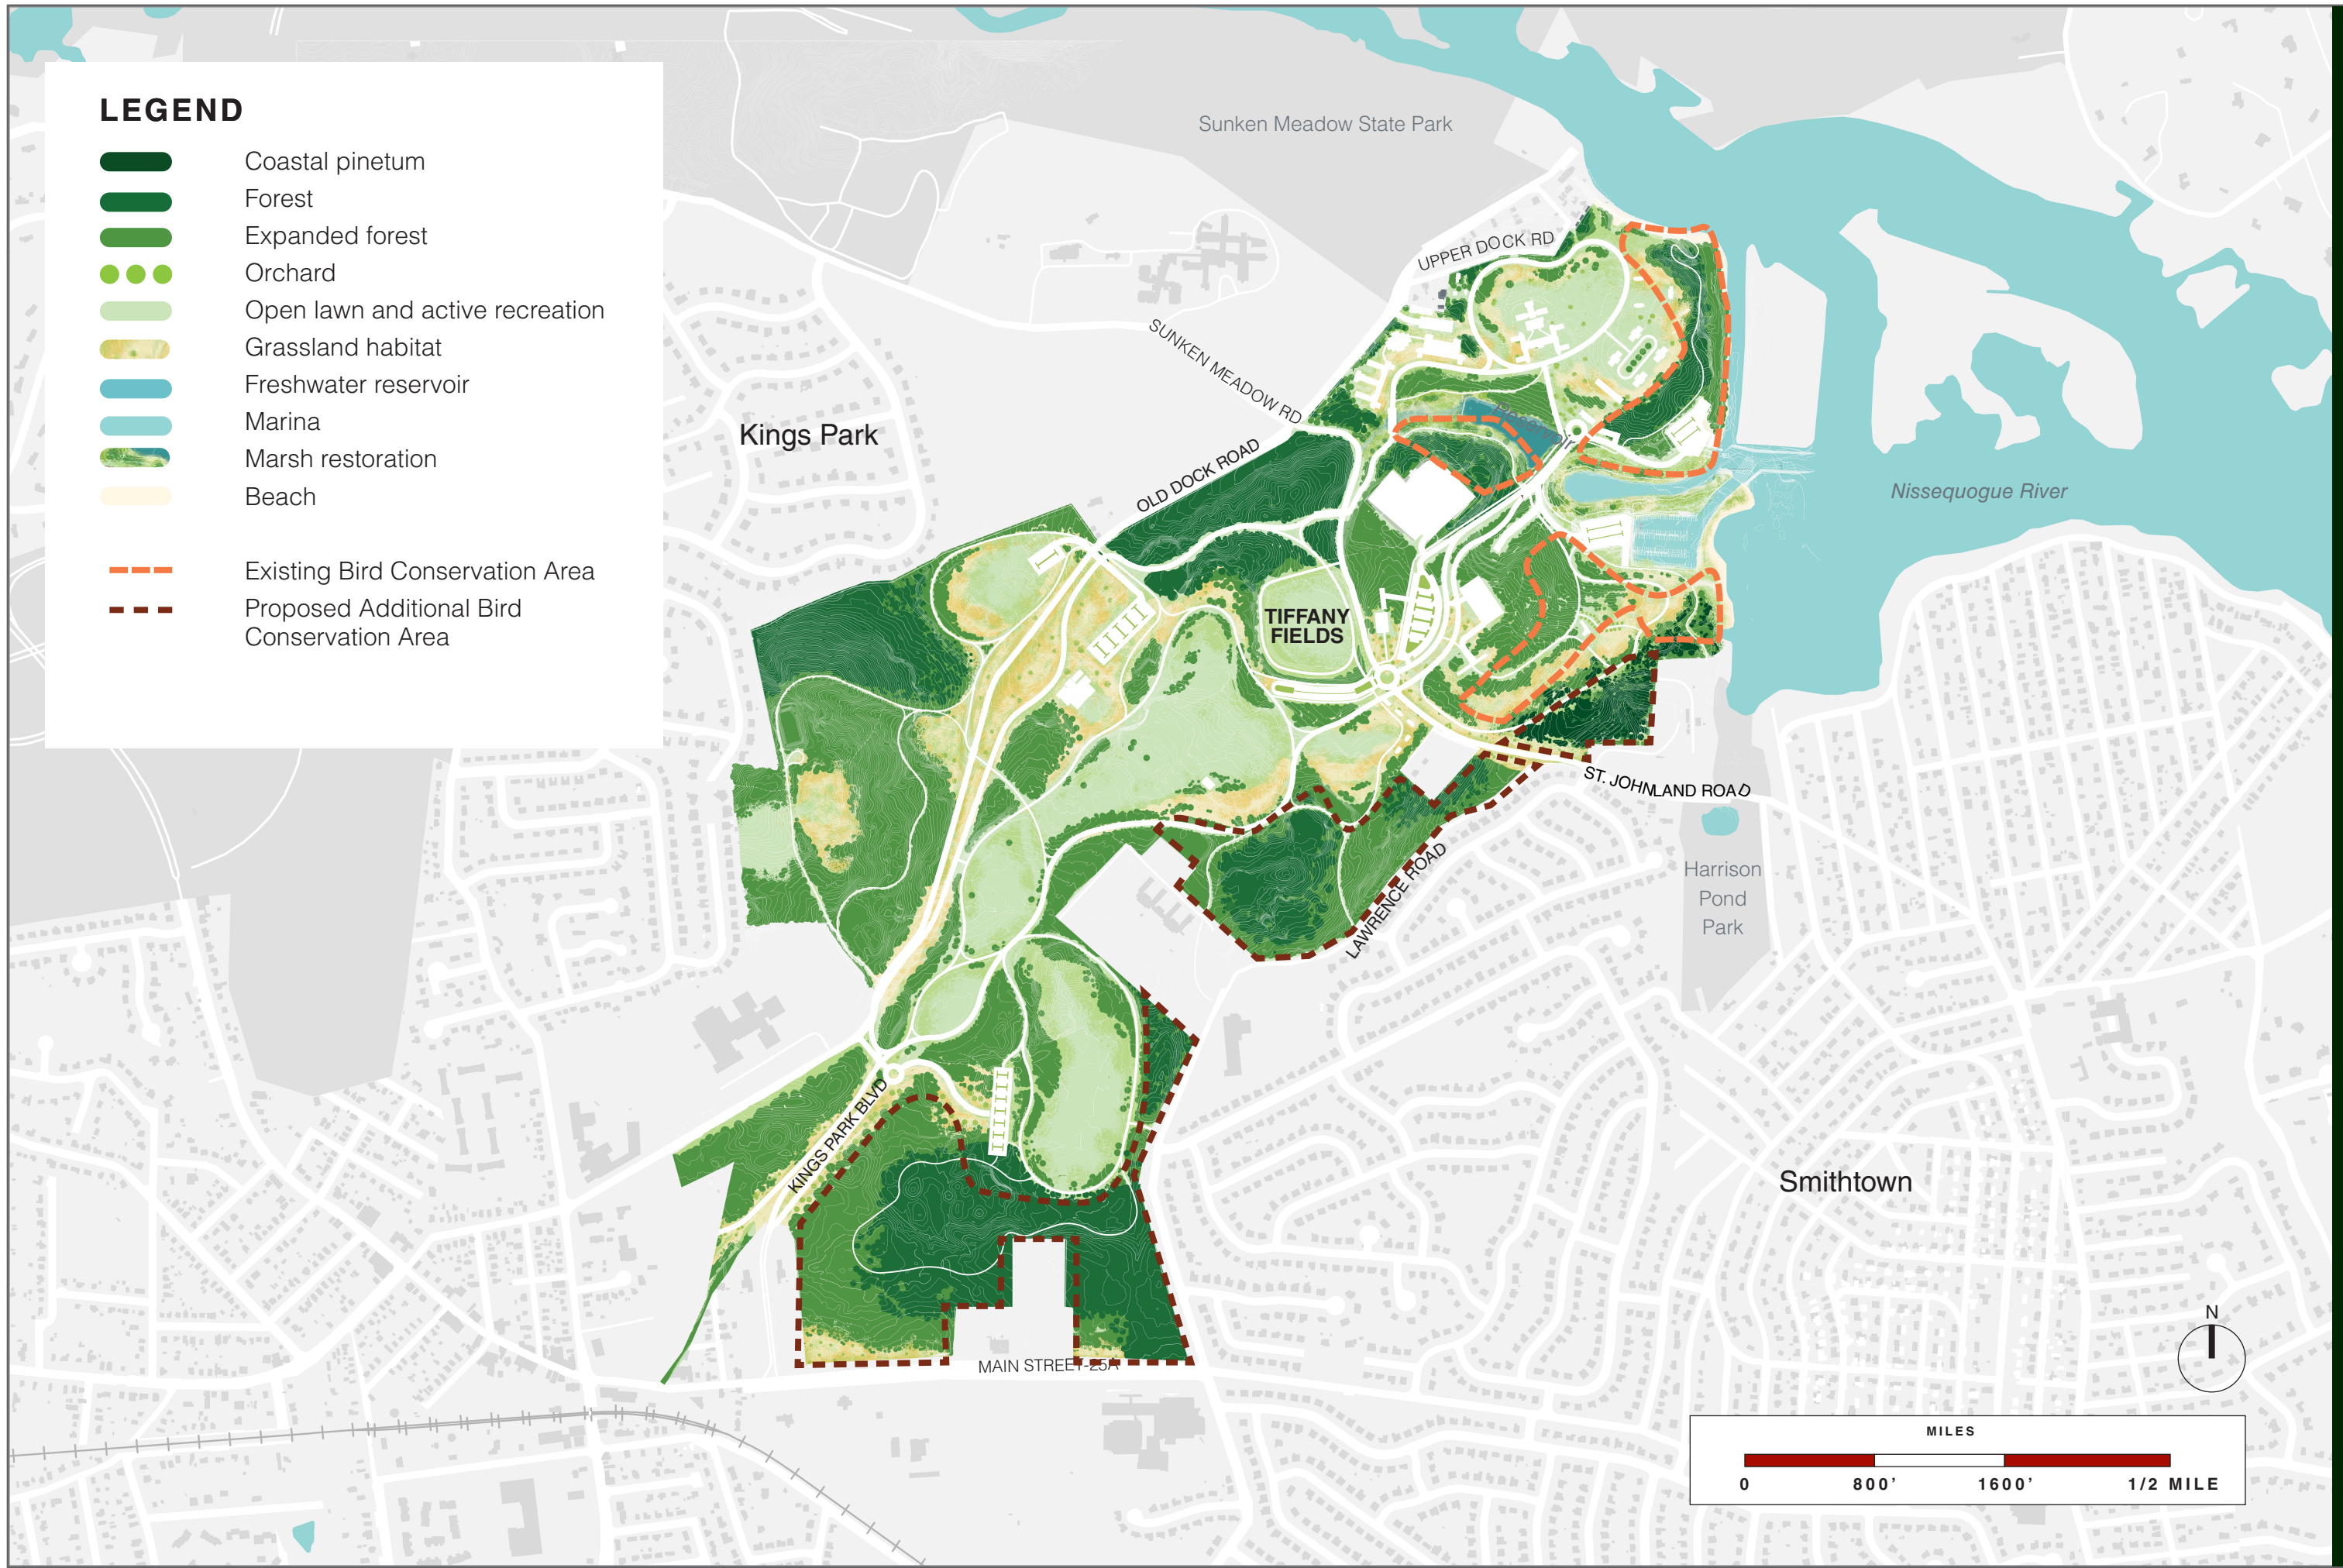 LEGEND
Coastal pinetum
Forest
Expanded forest
Orchard
Open lawn and active recreation
Grassland habitat
Freshwater reservoir
Marina
Marsh restoration
Beach
Existing Bird Conservation Area
Proposed Additional Bird
Conservation Area
Sunken Meadow State Park
UPPER DOCK RD
SUNKEN MEADOW RD
Kings Park
OLD DOCK ROAD
Reservoir
Nissequogue River
TIFFANY
FIELDS
ST. JOHNLAND ROAD
LAWRENCE ROAD
Harrison
Pond
Park
KINGS PARK BLVD
Smithtown
MAIN STREET-25A
N
MILES
0 800’ 1600’ 1/2 MILE